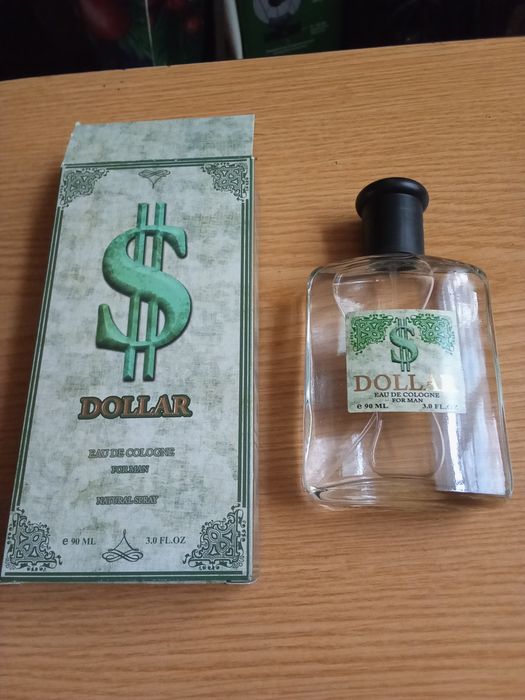 $
DOLLAR
EAU DE COLOGNE
FOR MAN
NATURAL SPRAY
e 90 ML 3.0 FL.OZ
$
DOLLAR
EAU DE COLOGNE
FOR MAN
e 90 ML 3.0 FL.OZ